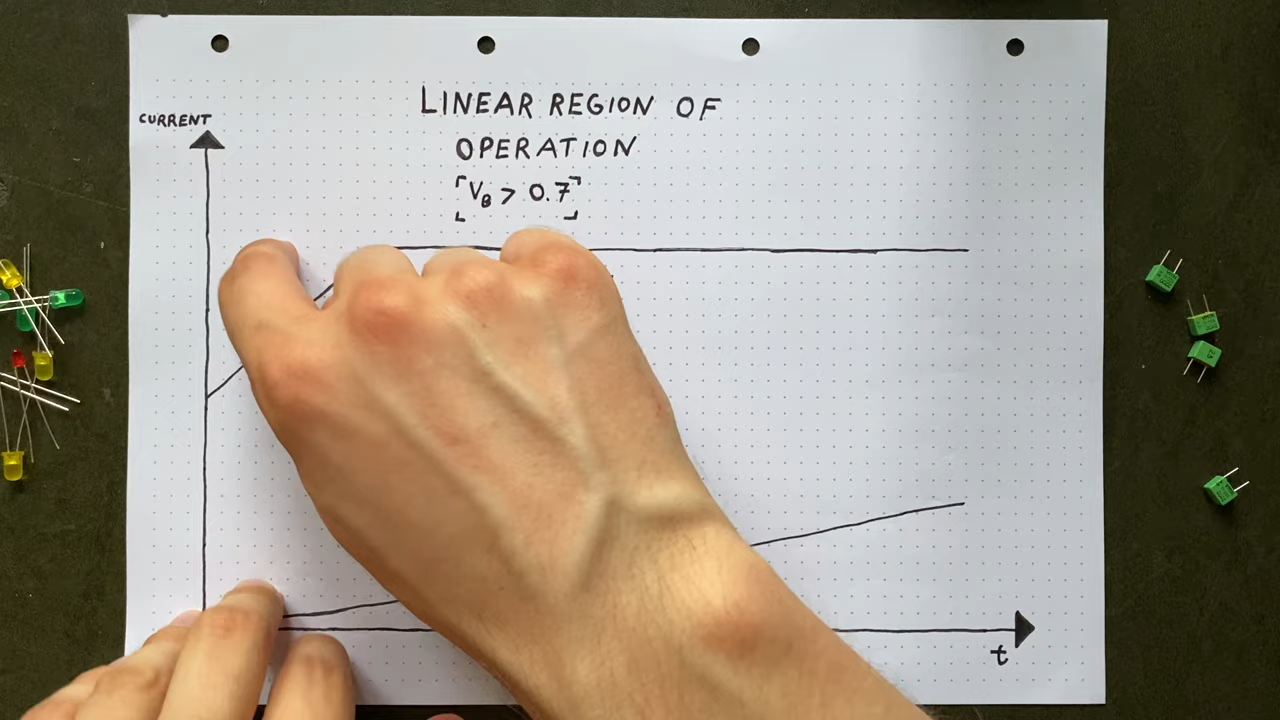 CURRENT
LINEAR REGION OF
OPERATION
V_B > 0.7
t